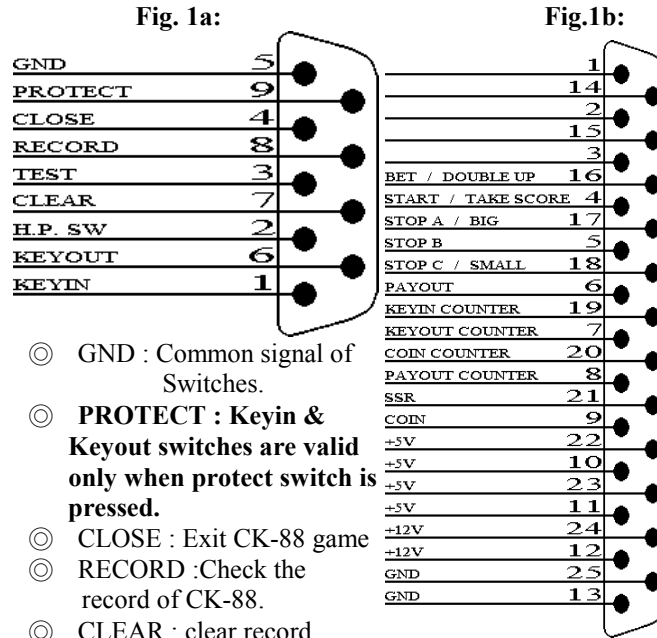 Fig. 1a:
GND 5
PROTECT 9
CLOSE 4
RECORD 8
TEST 3
CLEAR 7
H.P. SW 2
KEYOUT 6
KEYIN 1
◎ GND : Common signal of
Switches.
◎ PROTECT : Keyin &
Keyout switches are valid
only when protect switch is
pressed.
◎ CLOSE : Exit CK-88 game
◎ RECORD :Check the
record of CK-88.
◎ CLEAR : clear record
Fig.1b:
1
14
2
15
3
BET / DOUBLE UP 16
START / TAKE SCORE 4
STOP A / BIG 17
STOP B 5
STOP C / SMALL 18
PAYOUT 6
KEYIN COUNTER 19
KEYOUT COUNTER 7
COIN COUNTER 20
PAYOUT COUNTER 8
SSR 21
COIN 9
+5V 22
+5V 10
+5V 23
+5V 11
+12V 24
+12V 12
GND 25
GND 13